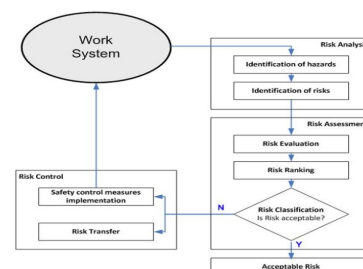 Work
System
Risk Analys
Identification of hazards
Identification of risks
Risk Assessmen
Risk Evaluation
Risk Ranking
Risk Classification
Is Risk acceptable?
N
Y
Risk Control
Safety control measures
implementation
Risk Transfer
Acceptable Risk